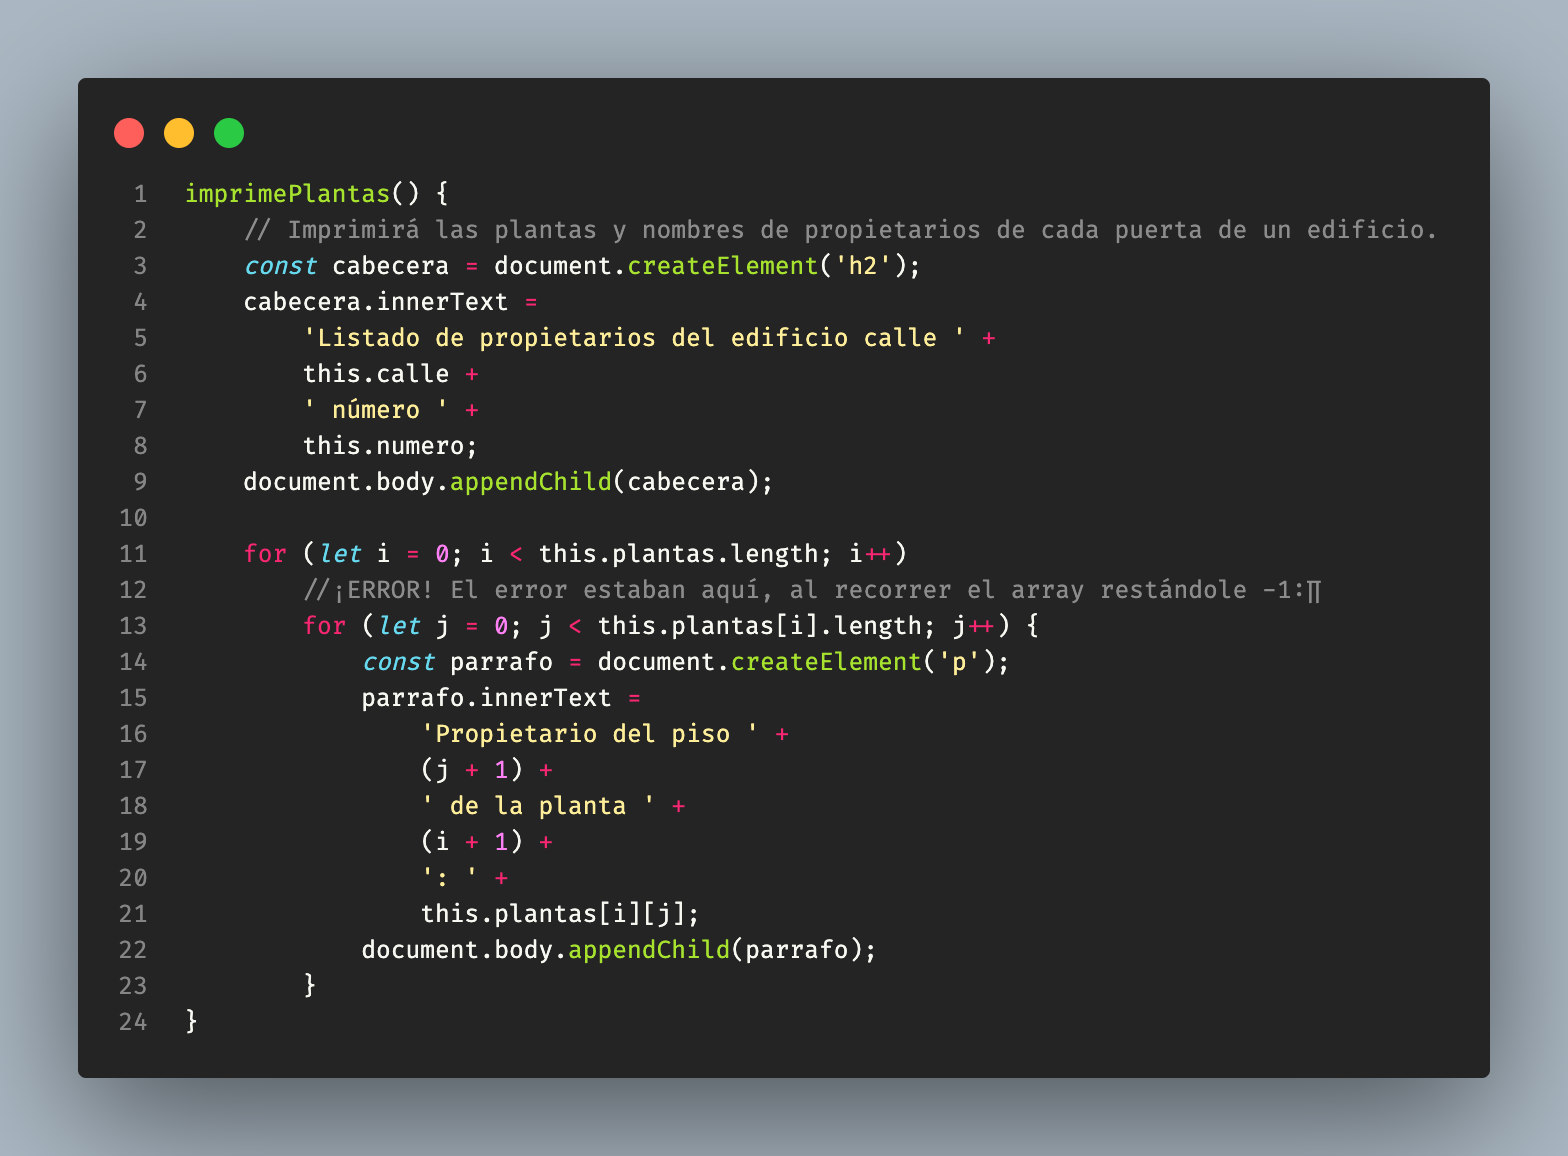 1 imprimePlantas() {
2 // Imprimirá las plantas y nombres de propietarios de cada puerta de un edificio.
3 const cabecera = document.createElement('h2');
4 cabecera.innerText =
5 'Listado de propietarios del edificio calle ' +
6 this.calle +
7 ' número ' +
8 this.numero;
9 document.body.appendChild(cabecera);
10
11 for (let i = 0; i < this.plantas.length; i++)
12 //¡ERROR! El error estaban aquí, al recorrer el array restándole -1:∏
13 for (let j = 0; j < this.plantas[i].length; j++) {
14 const parrafo = document.createElement('p');
15 parrafo.innerText =
16 'Propietario del piso ' +
17 (j + 1) +
18 ' de la planta ' +
19 (i + 1) +
20 ': ' +
21 this.plantas[i][j];
22 document.body.appendChild(parrafo);
23 }
24 }